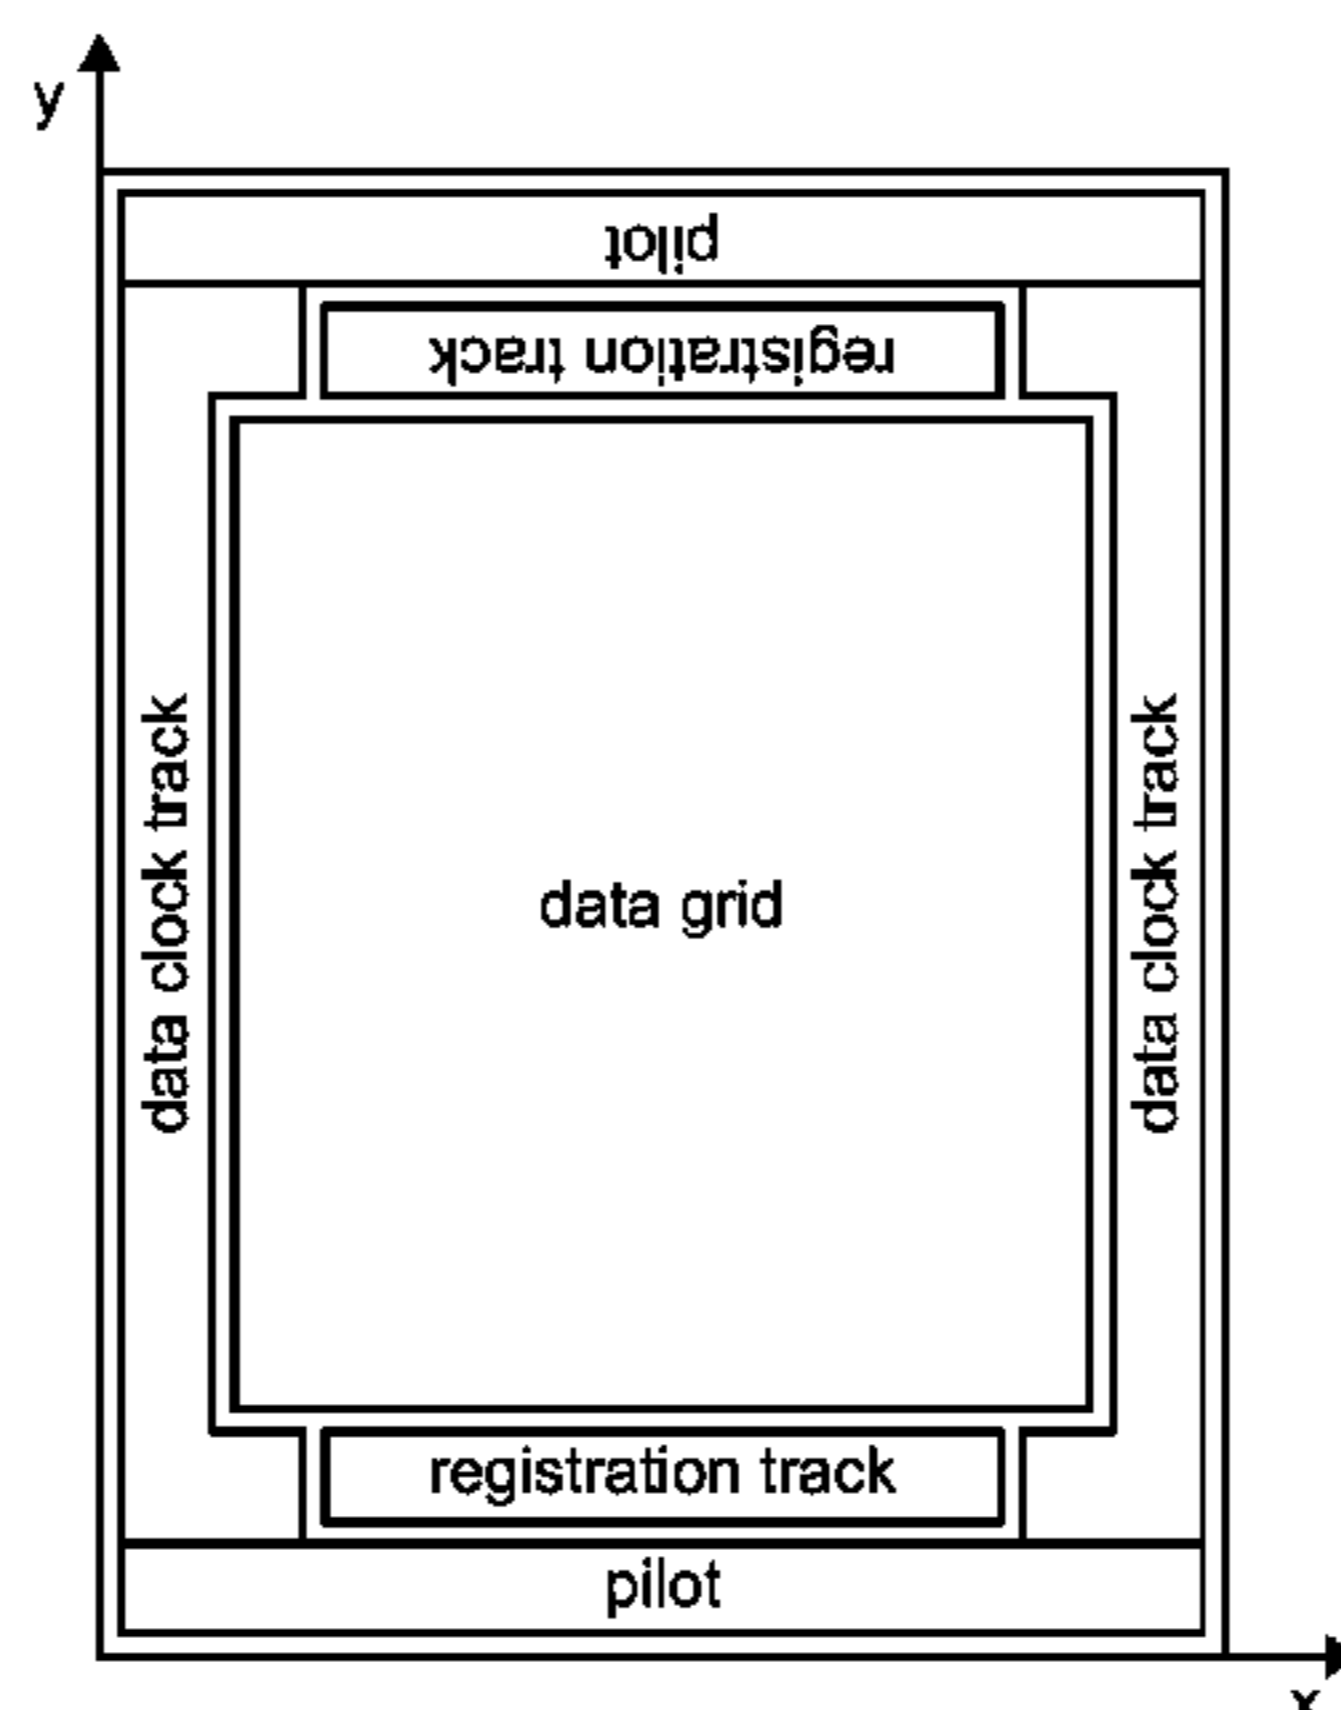 y
pilot
registration track
data clock track
data grid
data clock track
registration track
pilot
x